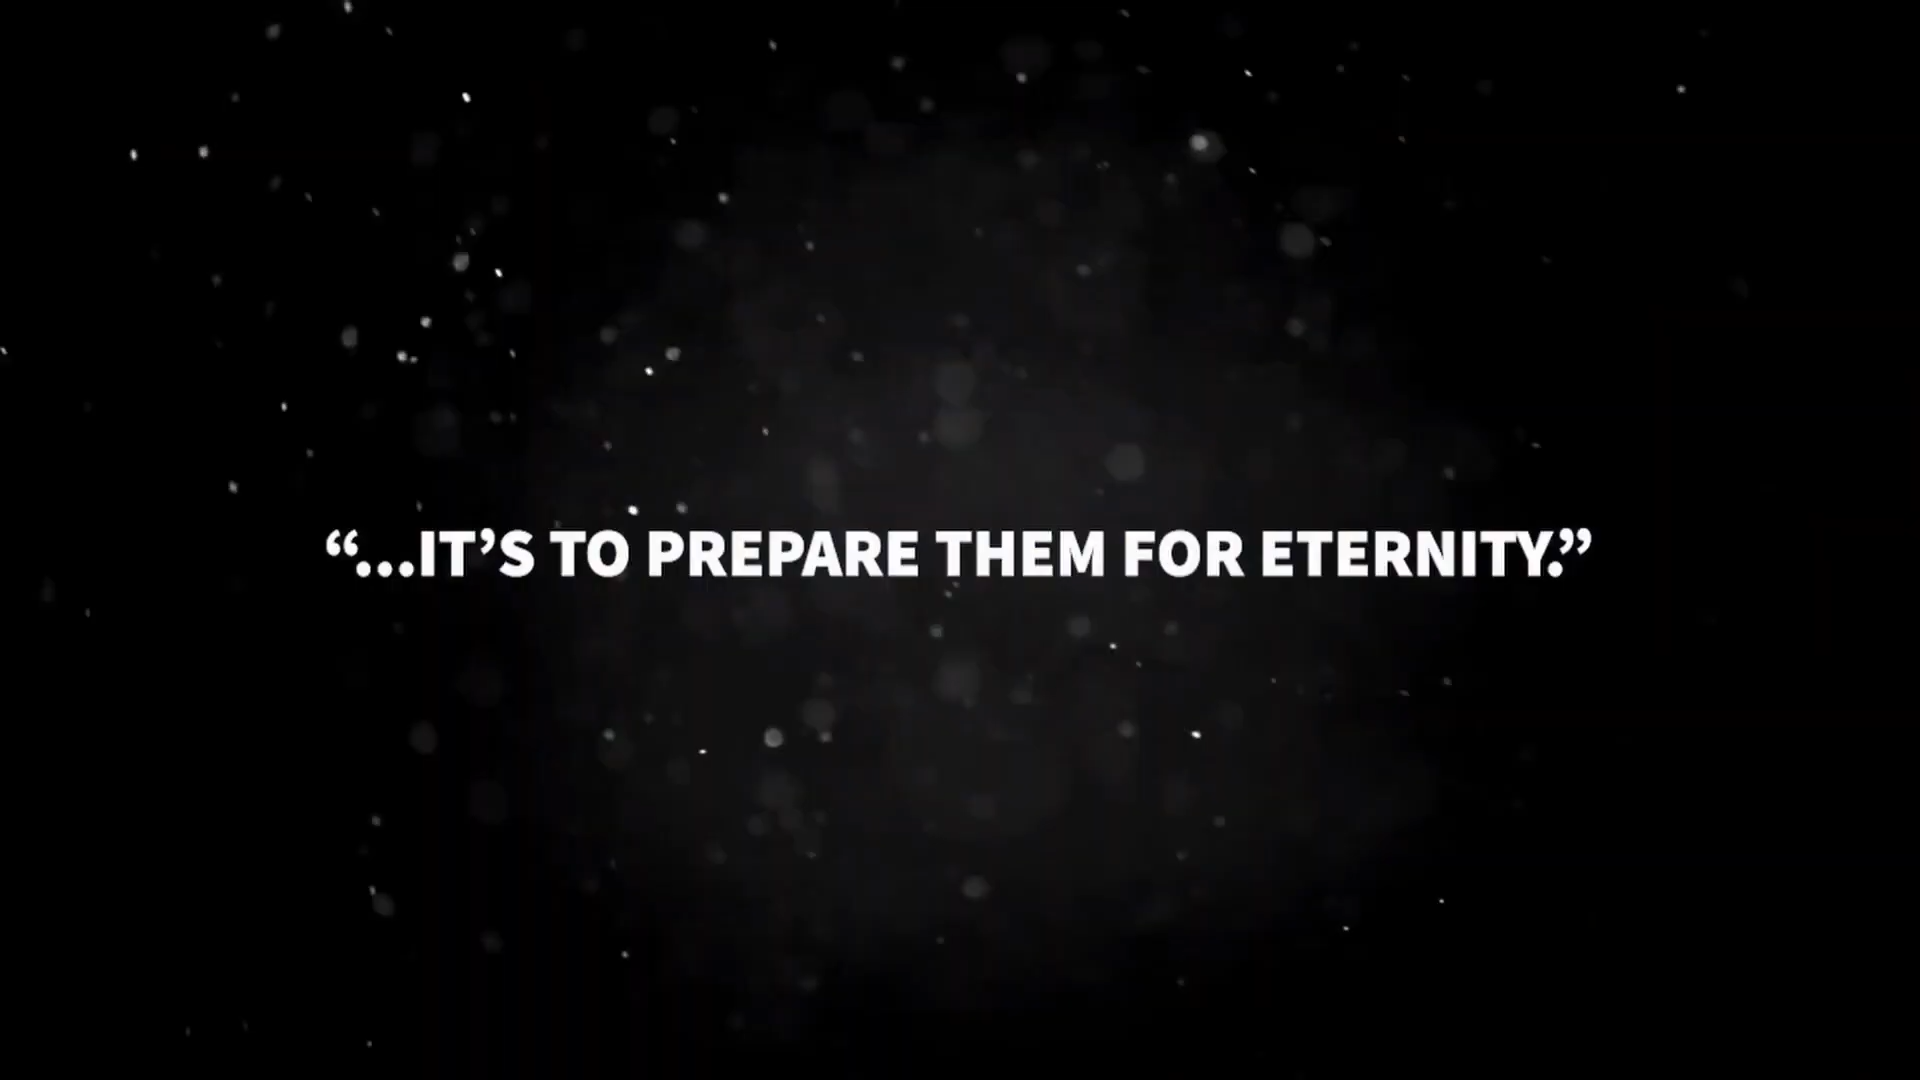 “...IT’S TO PREPARE THEM FOR ETERNITY.”